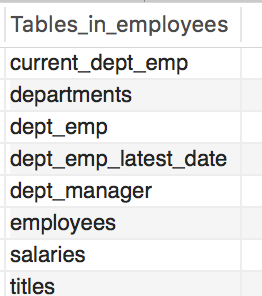 Tables_in_employees
current_dept_emp
departments
dept_emp
dept_emp_latest_date
dept_manager
employees
salaries
titles